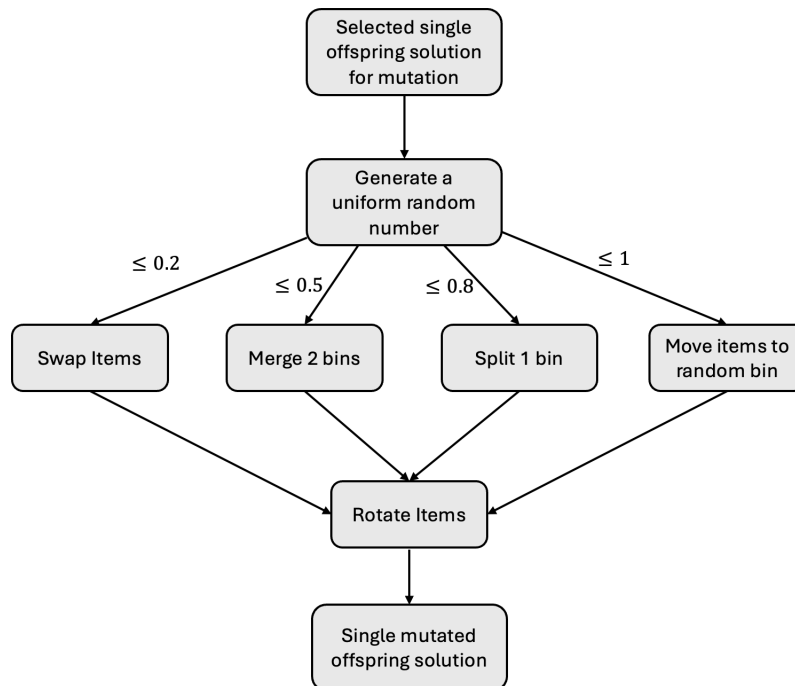 Selected single
offspring solution
for mutation
Generate a
uniform random
number
≤ 0.2
≤ 0.5
≤ 0.8
≤ 1
Swap Items
Merge 2 bins
Split 1 bin
Move items to
random bin
Rotate Items
Single mutated
offspring solution